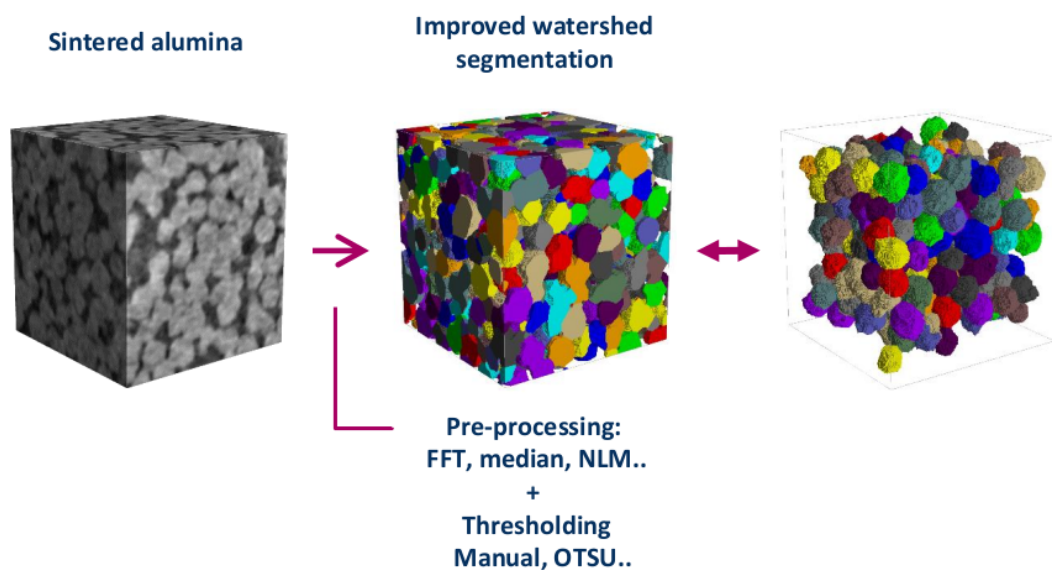 Sintered alumina
Improved watershed
segmentation
Pre-processing:
FFT, median, NLM..
+
Thresholding
Manual, OTSU..